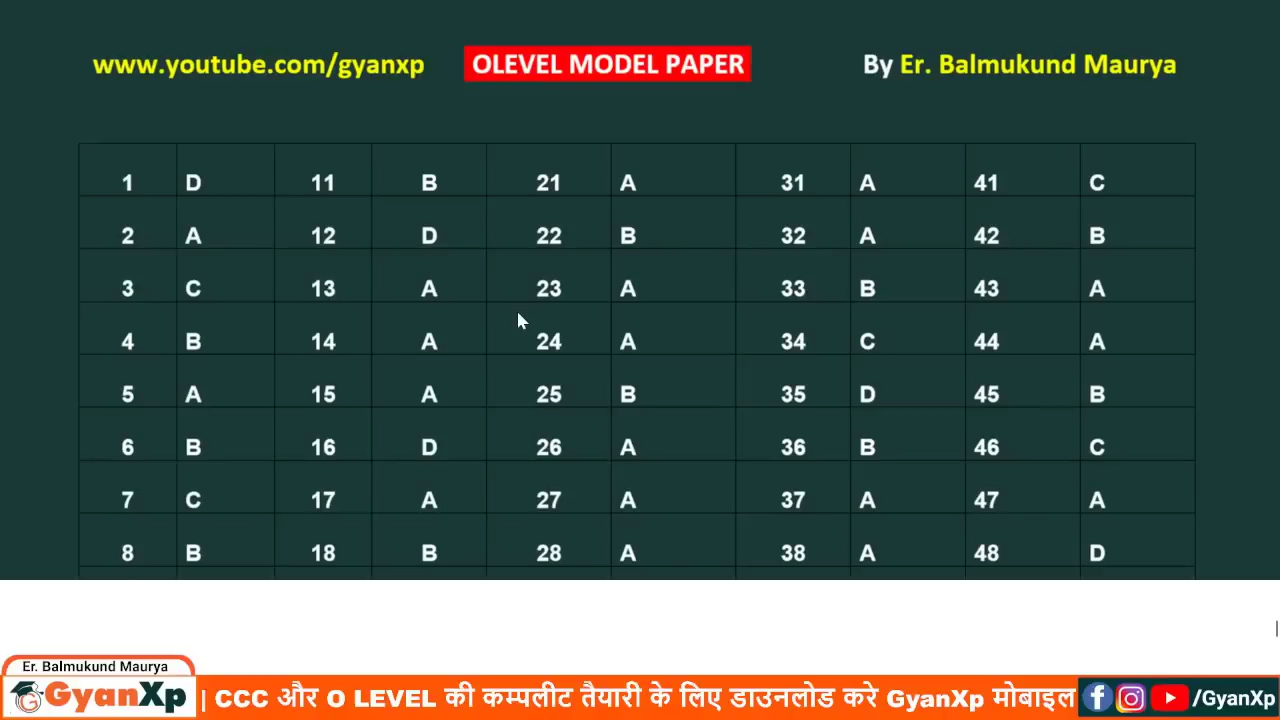 www.youtube.com/gyanxp OLEVEL MODEL PAPER By Er. Balmukund Maurya
1 D 11 B 21 A 31 A 41 C
2 A 12 D 22 B 32 A 42 B
3 C 13 A 23 A 33 B 43 A
4 B 14 A 24 A 34 C 44 A
5 A 15 A 25 B 35 D 45 B
6 B 16 D 26 A 36 B 46 C
7 C 17 A 27 A 37 A 47 A
8 B 18 B 28 A 38 A 48 D
Er. Balmukund Maurya
GyanXp | CCC और O LEVEL की कम्पलीट तैयारी के लिए डाउनलोड करे GyanXp मोबाइल /GyanXp